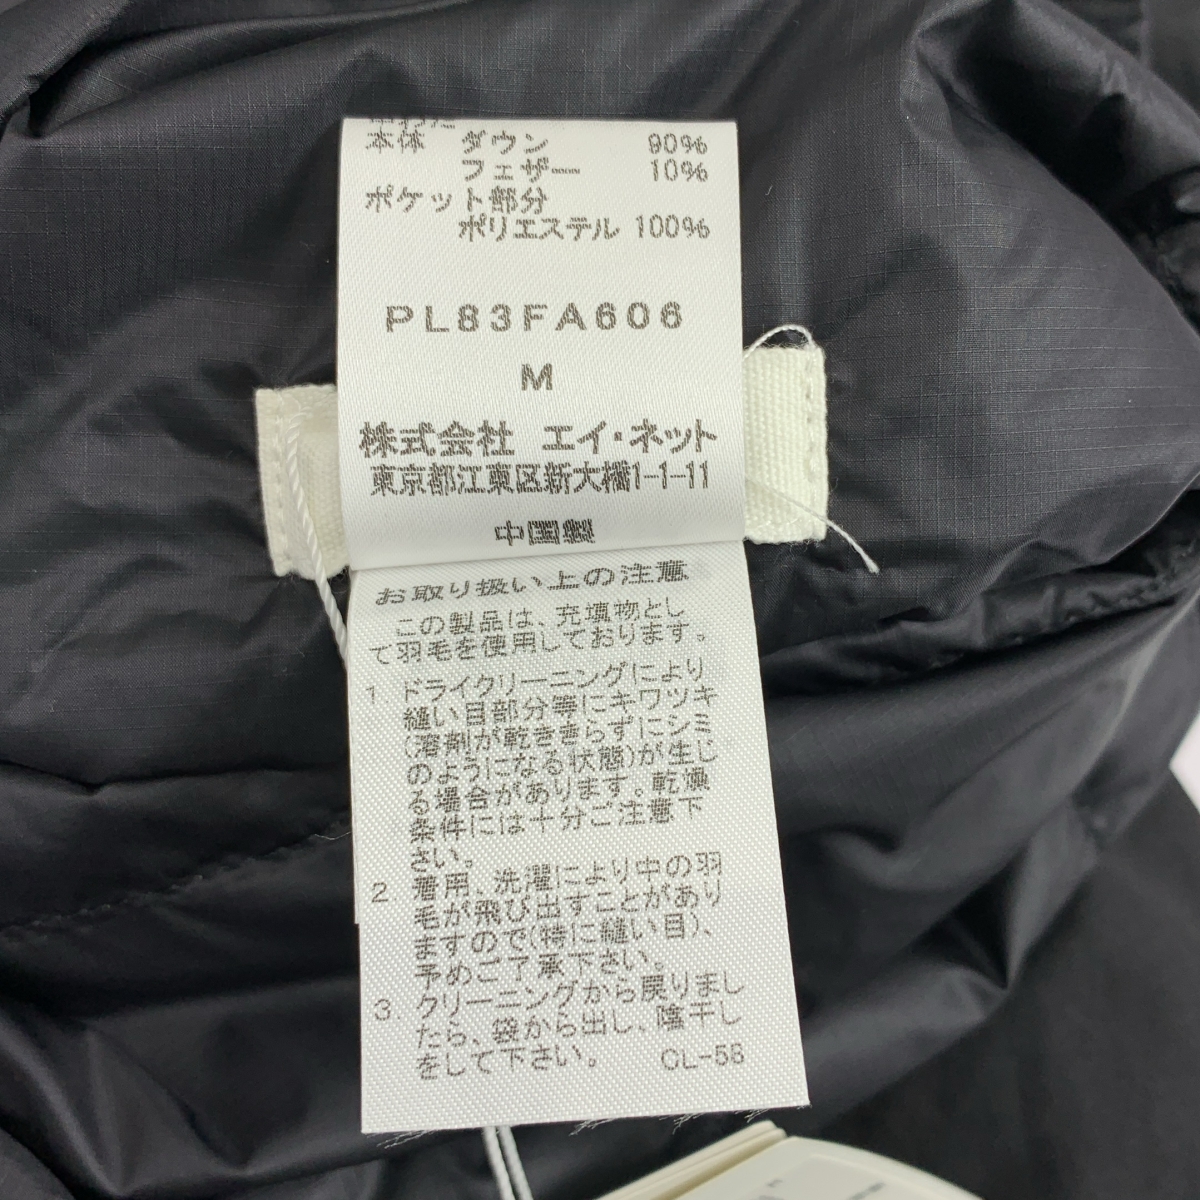 中わた
本体 ダウン 90%
フェザー 10%
ポケット部分
ポリエステル 100%
PL83FA606
M
株式会社 エイ・ネット
東京都江東区新大橋1-1-11
中国製
お取り扱い上の注意
この製品は、充填物とし
て羽毛を使用しております。
1. ドライクリーニングにより
縫い目部分等にキワツキ
(溶剤が乾ききらずにシミ
のようになる状態)が生じ
る場合があります。乾燥
条件には十分ご注意下
さい。
2 着用、洗濯により中の羽
毛が飛び出すことがあり
ますので(特に縫い目)、
予めご了承下さい。
3. クリーニングから戻りまし
たら、袋から出し、陰干し
をして下さい。 CL-58